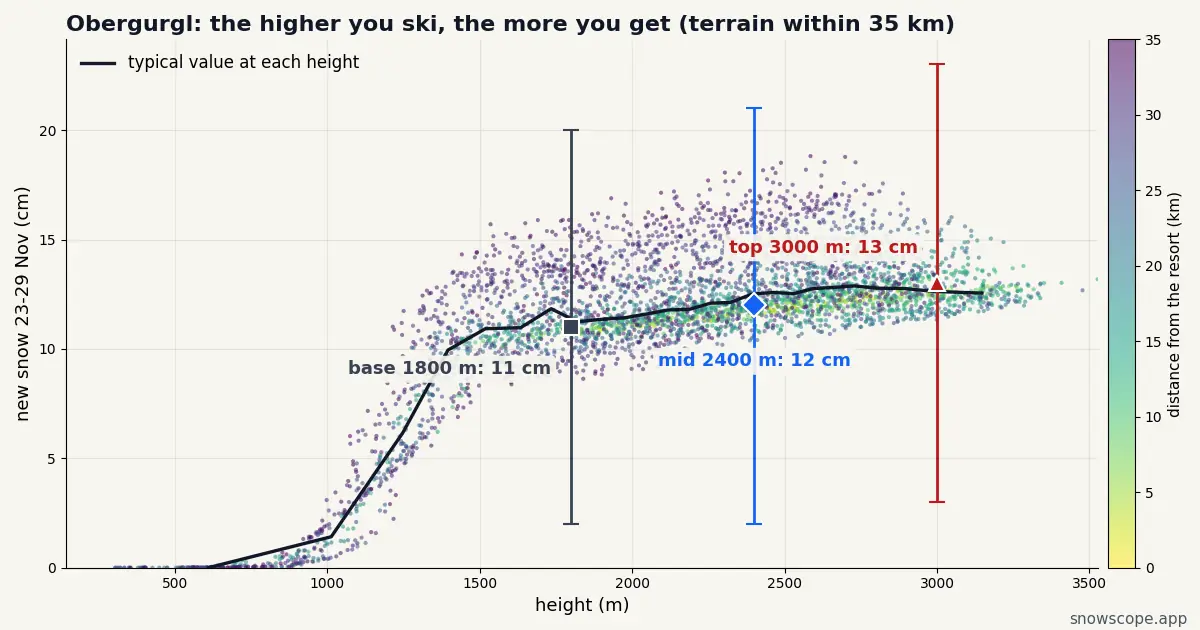 Obergurgl: the higher you ski, the more you get (terrain within 35 km)
typical value at each height
new snow 23-29 Nov (cm)
20
15
10
5
0
top 3000 m: 13 cm
mid 2400 m: 12 cm
base 1800 m: 11 cm
500
1000
1500
2000
2500
3000
3500
height (m)
35
30
25
20
15
10
5
0
distance from the resort (km)
snowscope.app